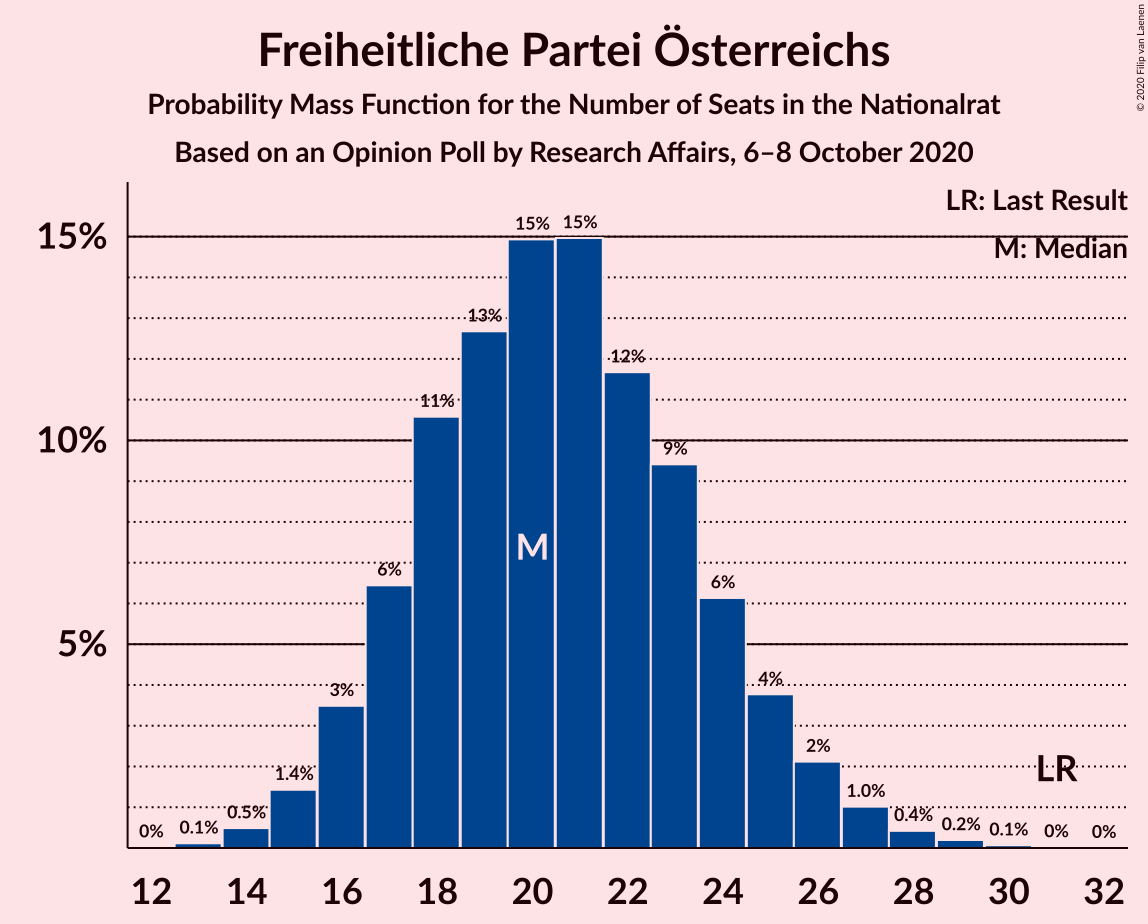 Freiheitliche Partei Österreichs
Probability Mass Function for the Number of Seats in the Nationalrat
Based on an Opinion Poll by Research Affairs, 6–8 October 2020
© 2020 Filip van Laenen
LR: Last Result
M: Median
15%
10%
5%
0%
0.1%
0.5%
1.4%
3%
6%
11%
13%
15%
15%
12%
9%
6%
4%
2%
1.0%
0.4%
0.2%
0.1%
0%
0%
M
LR
12 14 16 18 20 22 24 26 28 30 32